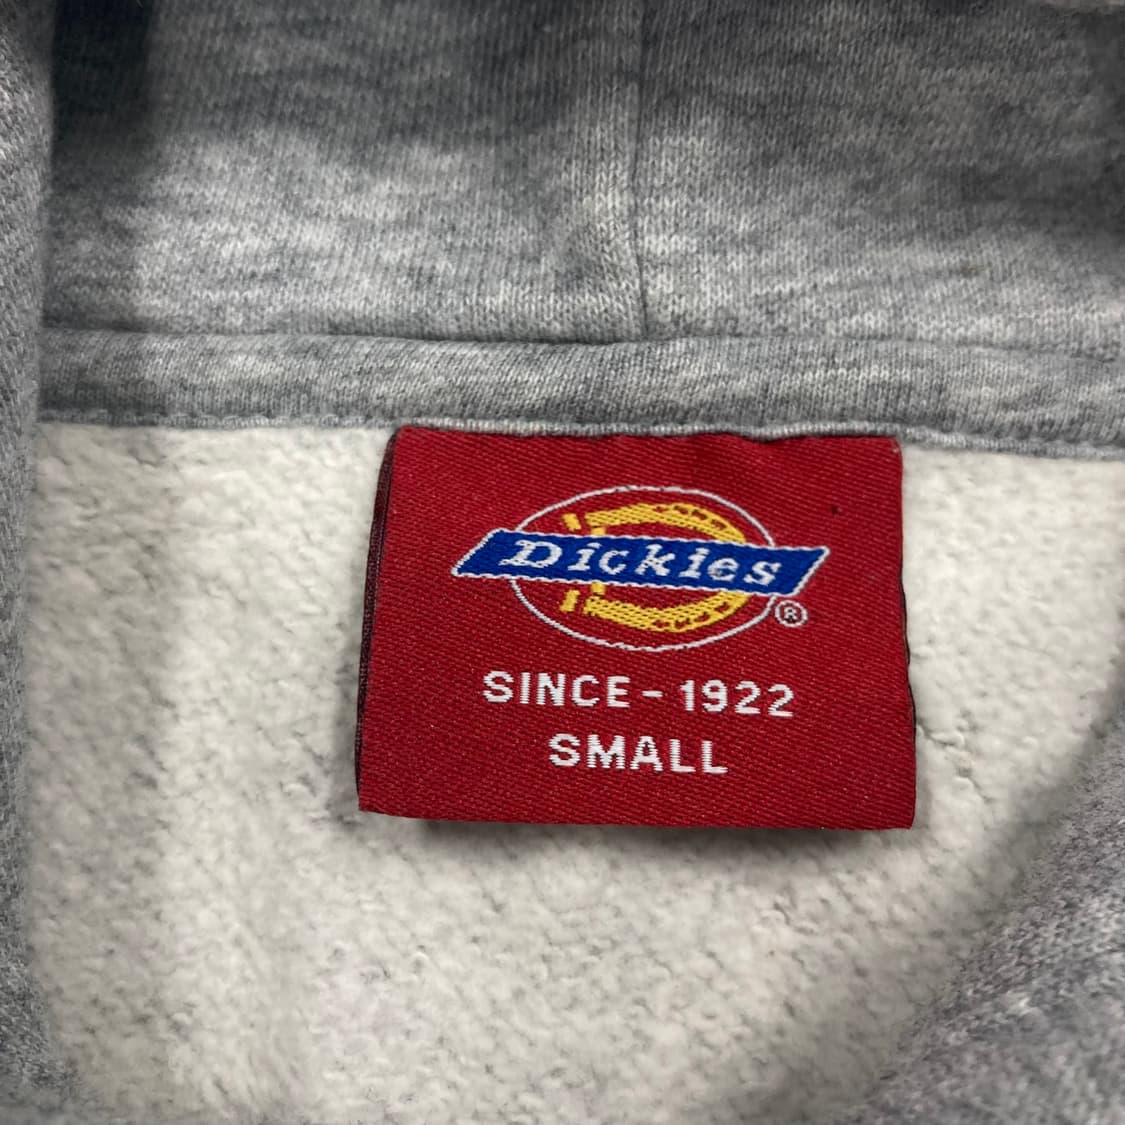 Dickies
®
SINCE - 1922
SMALL